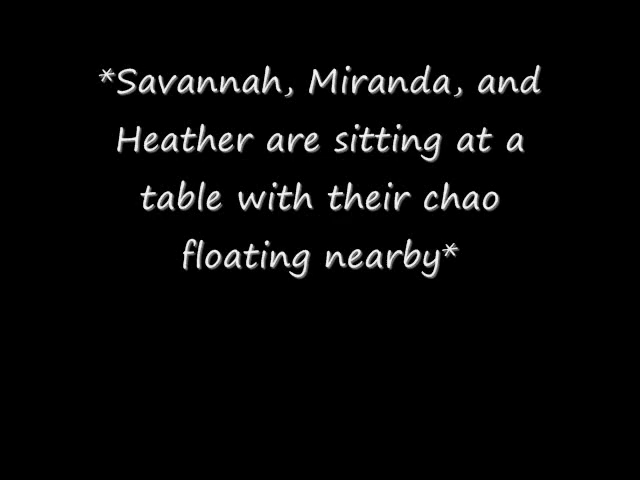 *Savannah, Miranda, and
Heather are sitting at a
table with their chao
floating nearby*